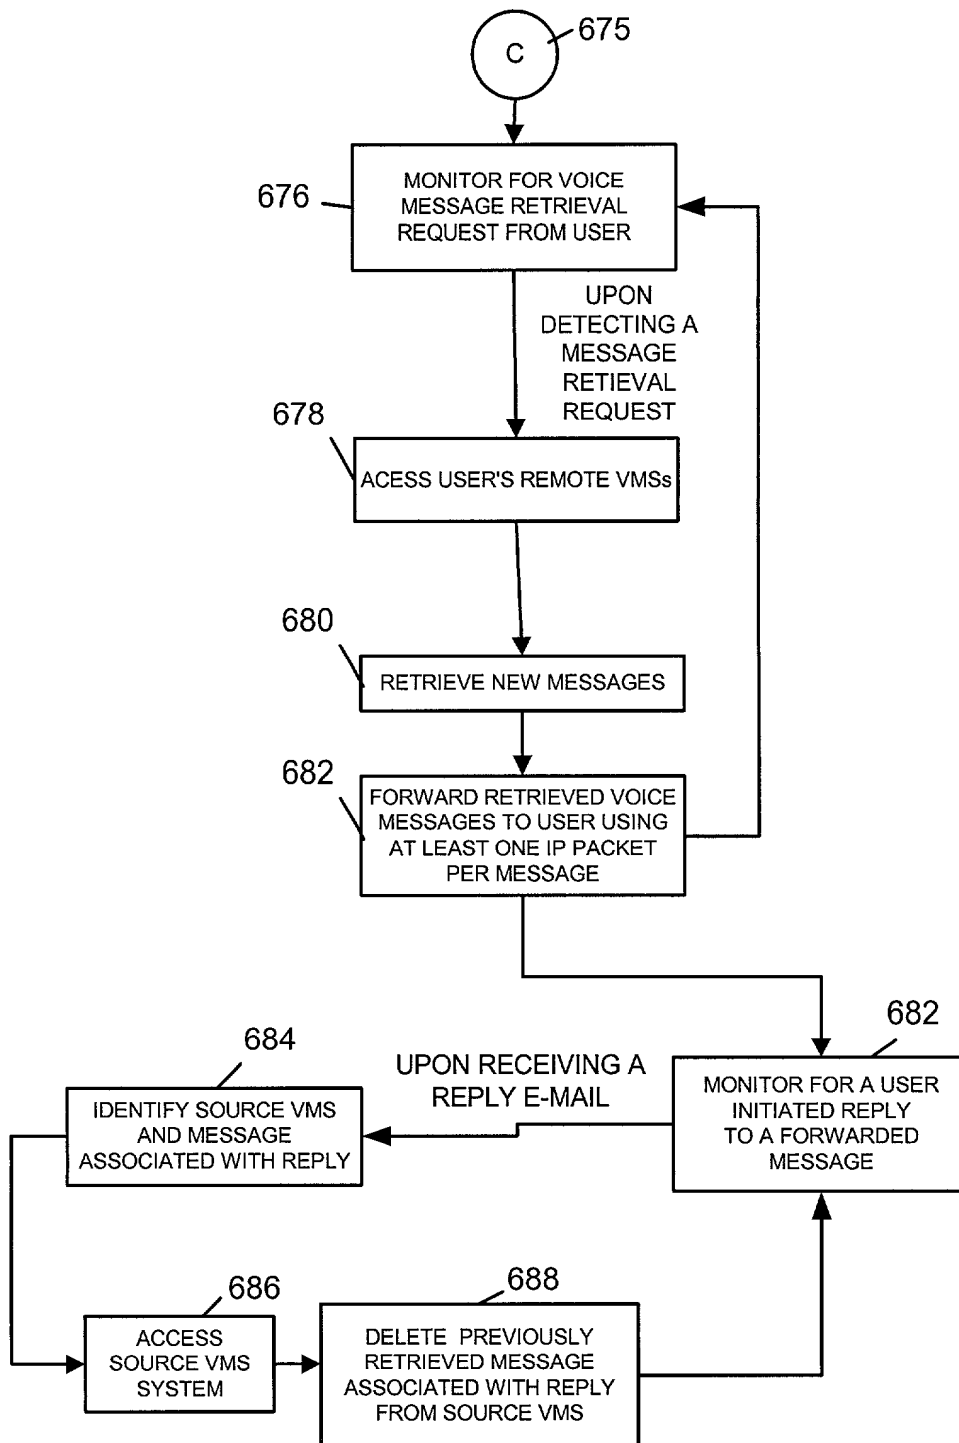 675
C
676
MONITOR FOR VOICE
MESSAGE RETRIEVAL
REQUEST FROM USER
UPON
DETECTING A
MESSAGE
RETIEVAL
REQUEST
678
ACESS USER'S REMOTE VMSs
680
RETRIEVE NEW MESSAGES
682
FORWARD RETRIEVED VOICE
MESSAGES TO USER USING
AT LEAST ONE IP PACKET
PER MESSAGE
682
MONITOR FOR A USER
INITIATED REPLY
TO A FORWARDED
MESSAGE
UPON RECEIVING A
REPLY E-MAIL
684
IDENTIFY SOURCE VMS
AND MESSAGE
ASSOCIATED WITH REPLY
686
ACCESS
SOURCE VMS
SYSTEM
688
DELETE PREVIOUSLY
RETRIEVED MESSAGE
ASSOCIATED WITH REPLY
FROM SOURCE VMS